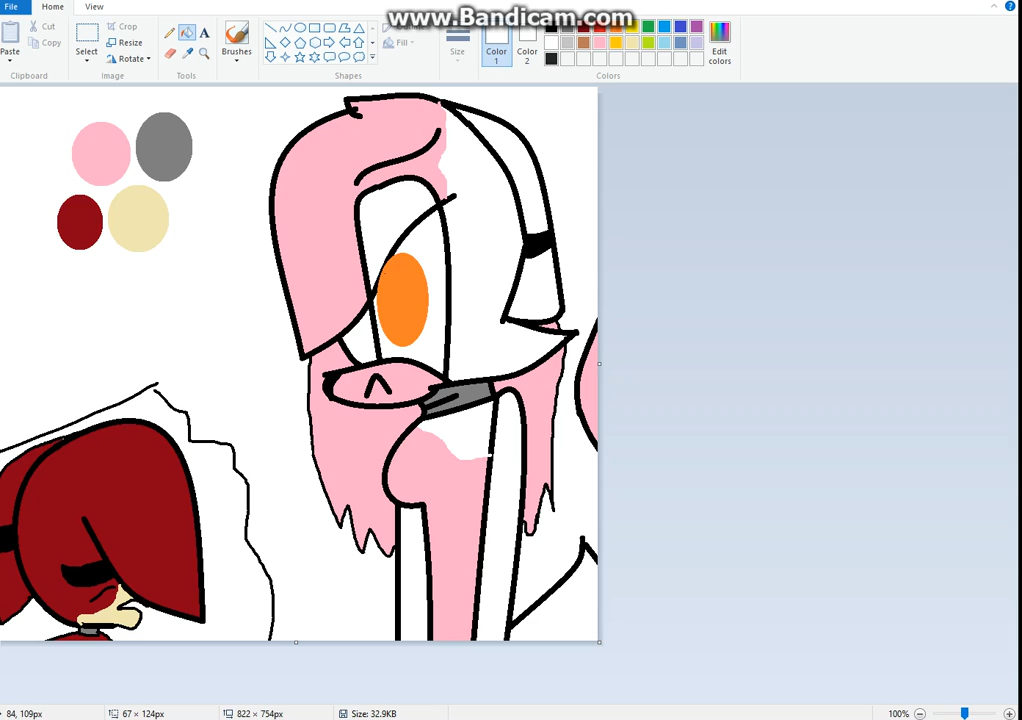 www.Bandicam.com
File Home View
Paste
Cut
Copy
Clipboard
Select
Crop
Resize
Rotate
Image
A
Tools
Brushes
Fill
Shapes
Size
Color 1
Color 2
Edit colors
Colors
84, 109px
67 × 124px
822 × 754px
Size: 32.9KB
100%